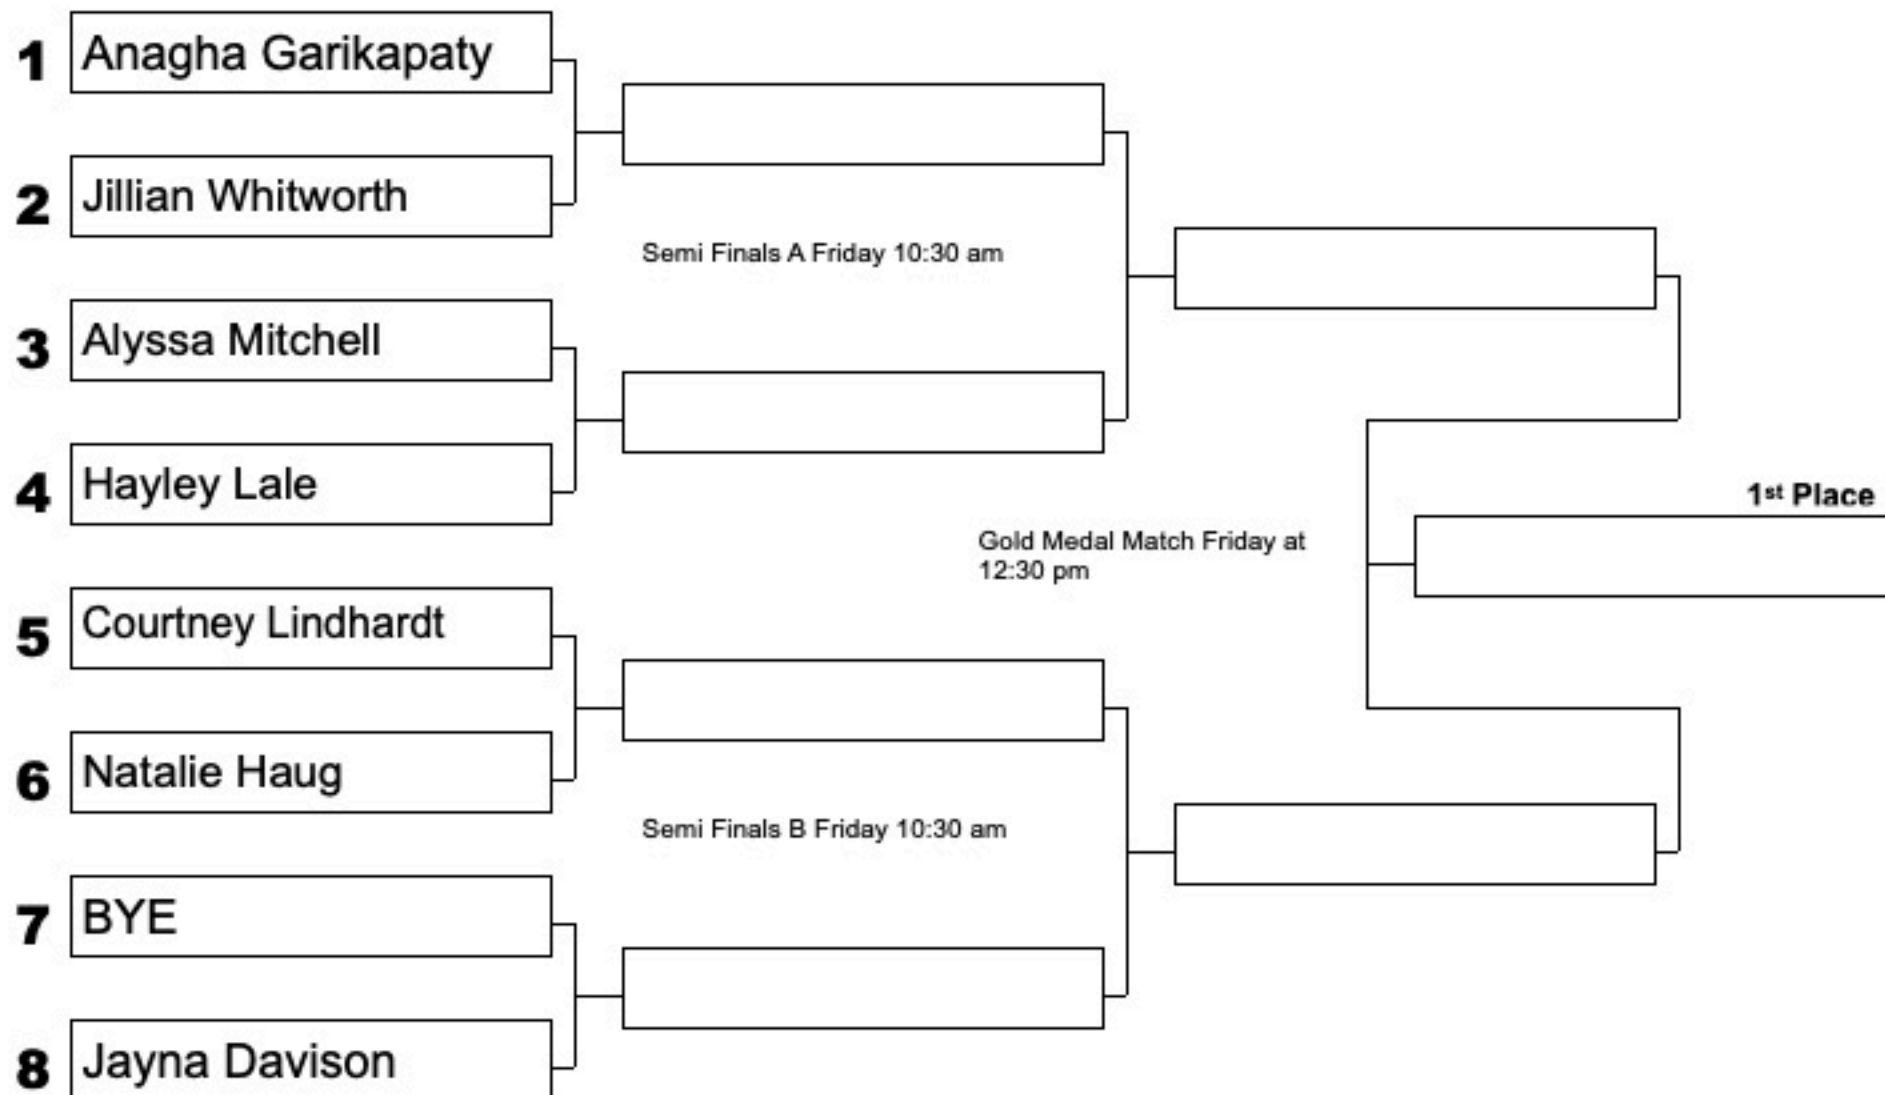 1 Anagha Garikapaty
2 Jillian Whitworth
Semi Finals A Friday 10:30 am
3 Alyssa Mitchell
4 Hayley Lale
1st Place
Gold Medal Match Friday at
12:30 pm
5 Courtney Lindhardt
6 Natalie Haug
Semi Finals B Friday 10:30 am
7 BYE
8 Jayna Davison